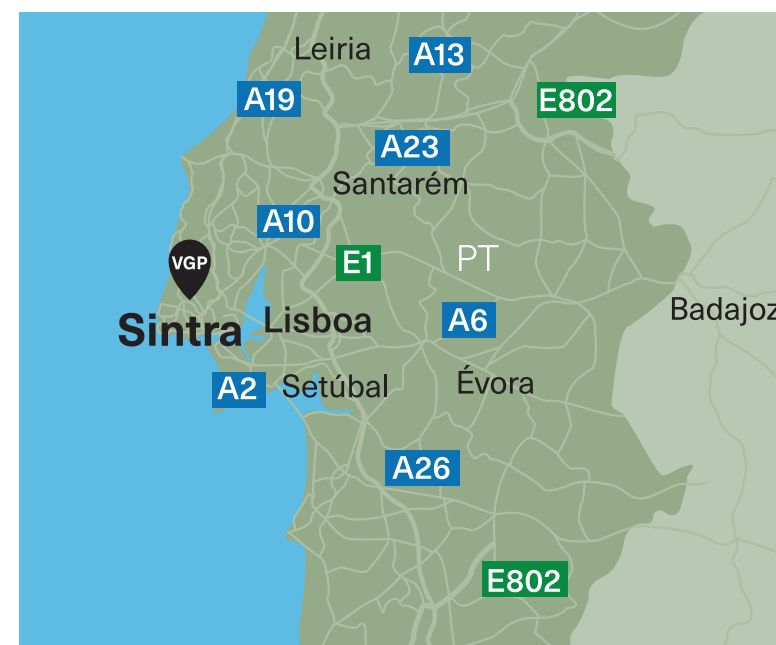 Leiria
A13
A19
E802
A23
Santarém
A10
VGP
E1
PT
Sintra
Lisboa
A6
Badajoz
A2
Setúbal
Évora
A26
E802